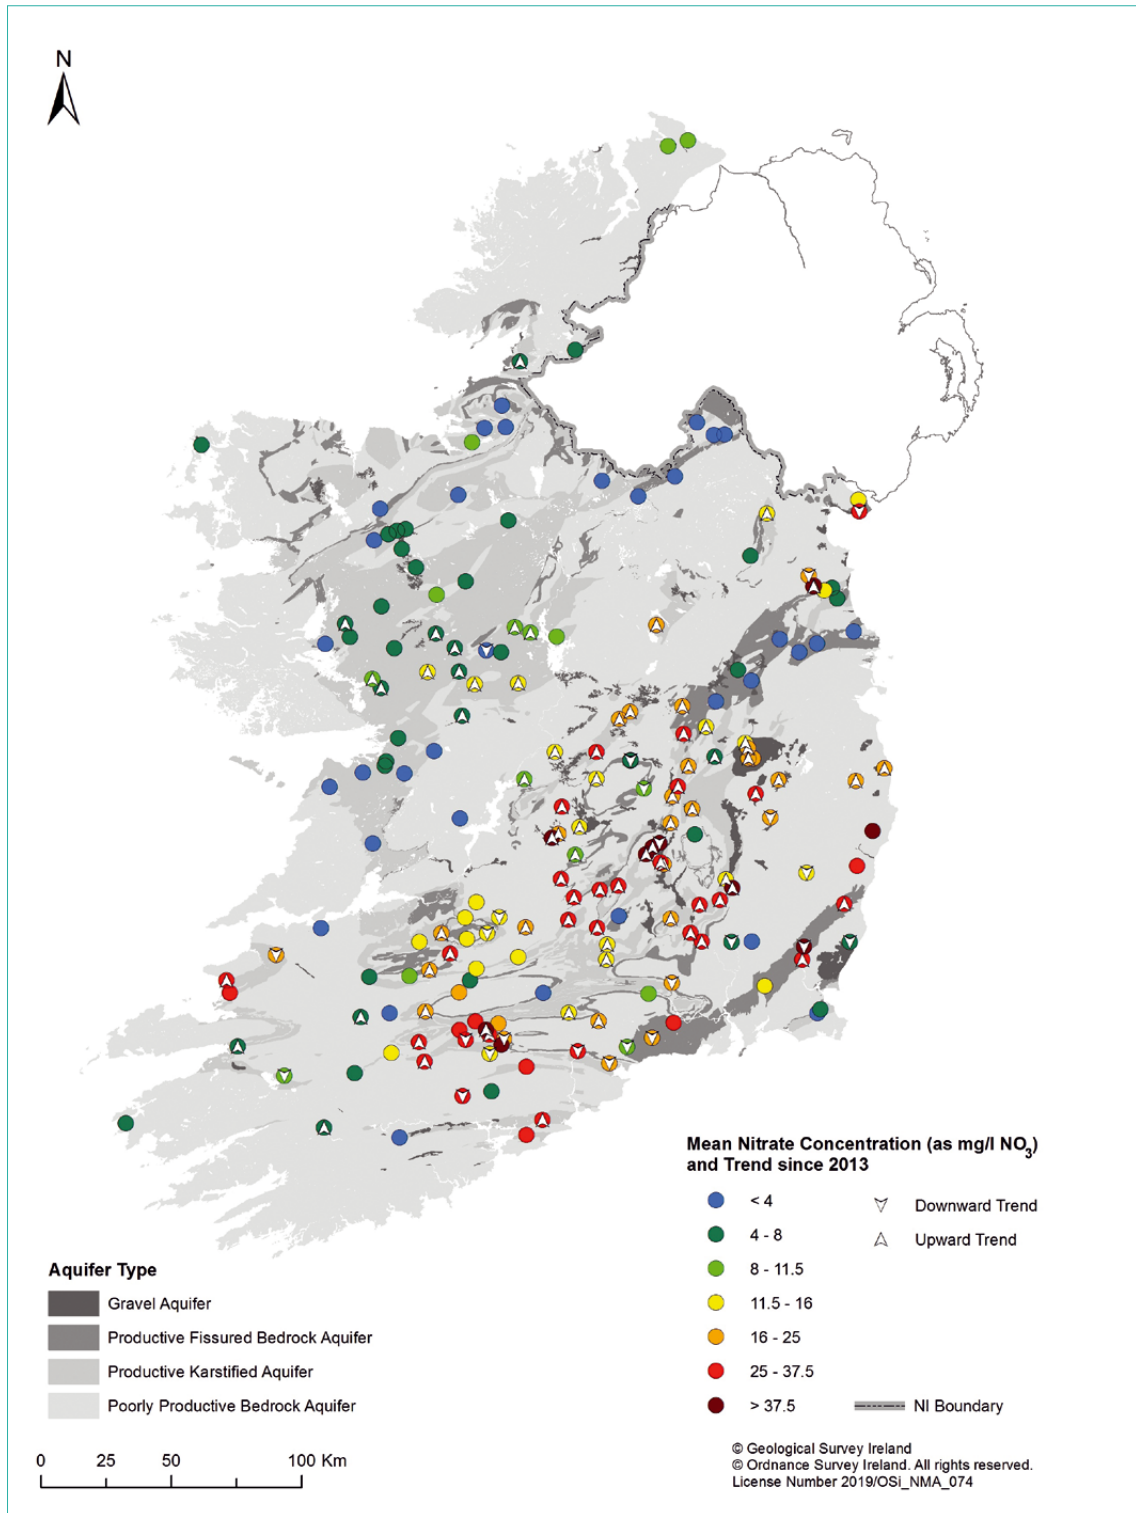 N
Mean Nitrate Concentration (as mg/l NO3)
and Trend since 2013
< 4
4 - 8
8 - 11.5
11.5 - 16
16 - 25
25 - 37.5
> 37.5
Downward Trend
Upward Trend
NI Boundary
Aquifer Type
Gravel Aquifer
Productive Fissured Bedrock Aquifer
Productive Karstified Aquifer
Poorly Productive Bedrock Aquifer
0 25 50 100 Km
© Geological Survey Ireland
© Ordnance Survey Ireland. All rights reserved.
License Number 2019/OSi_NMA_074